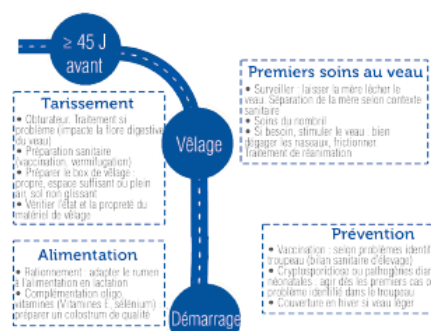 ≥ 45 J
avant
Tarissement
• Obturateur. Traitement si
problème (impacte la flore digestive
du veau)
• Préparation sanitaire
(vaccination, vermifugation)
• Préparer le box de vêlage :
propre, espace suffisant ou plein
air, sol non glissant
• Vérifier l'état et la propreté du
matériel de vêlage
Vêlage
Premiers soins au veau
• Surveiller : laisser la mère lécher le
veau. Séparation de la mère selon contexte
sanitaire
• Soins du nombril
• Si besoin, stimuler le veau : bien
dégager les naseaux, frictionner
Traitement de réanimation
Alimentation
• Rationnement : adapter le rumen
à l'alimentation en lactation
• Complémentation oligo,
vitamines (Vitamines E, sélénium)
préparer un colostrum de qualité
Prévention
• Vaccination : selon problèmes identif
troupeau (bilan sanitaire d'élevage)
• Cryptosporidiose ou pathogènes diar
néonatales : agir dès les premiers cas o
problème identifié dans le troupeau
• Couverture en hiver si veau léger
Démarrage